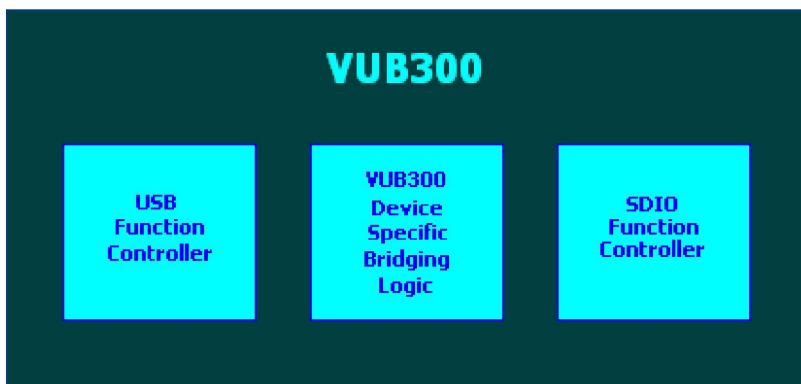 VUB300
USB
Function
Controller
VUB300
Device
Specific
Bridging
Logic
SDIO
Function
Controller